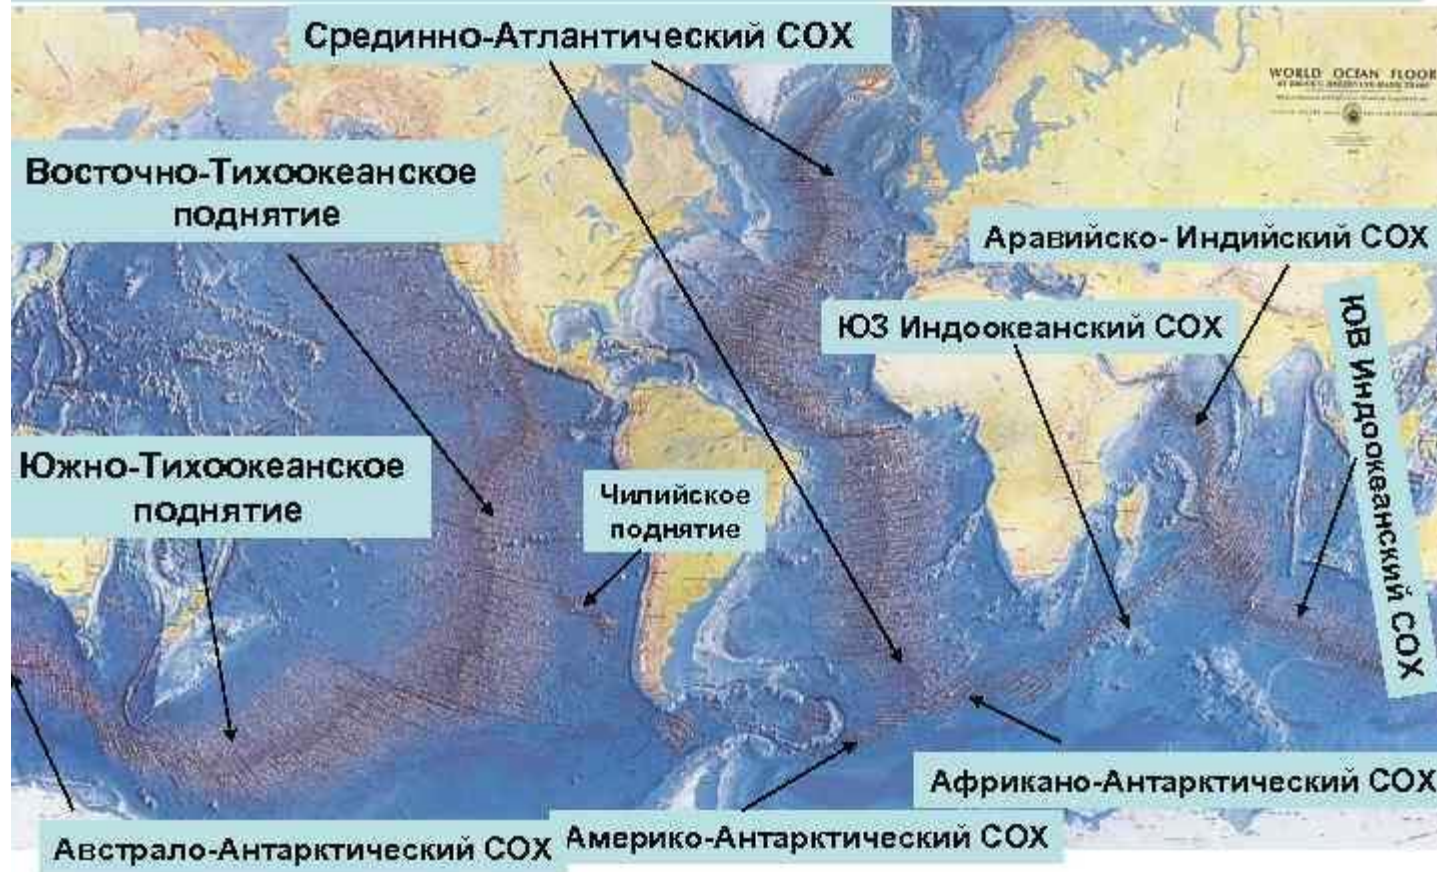 Срединно-Атлантический СОХ
WORLD OCEAN FLOOR
Восточно-Тихоокеанское
поднятие
Аравийско- Индийский СОХ
ЮЗ Индоокеанский СОХ
ЮВ Индоокеанский СОХ
Южно-Тихоокеанское
поднятие
Чилийское
поднятие
Африкано-Антарктический СОХ
Америко-Антарктический СОХ
Австрало-Антарктический СОХ